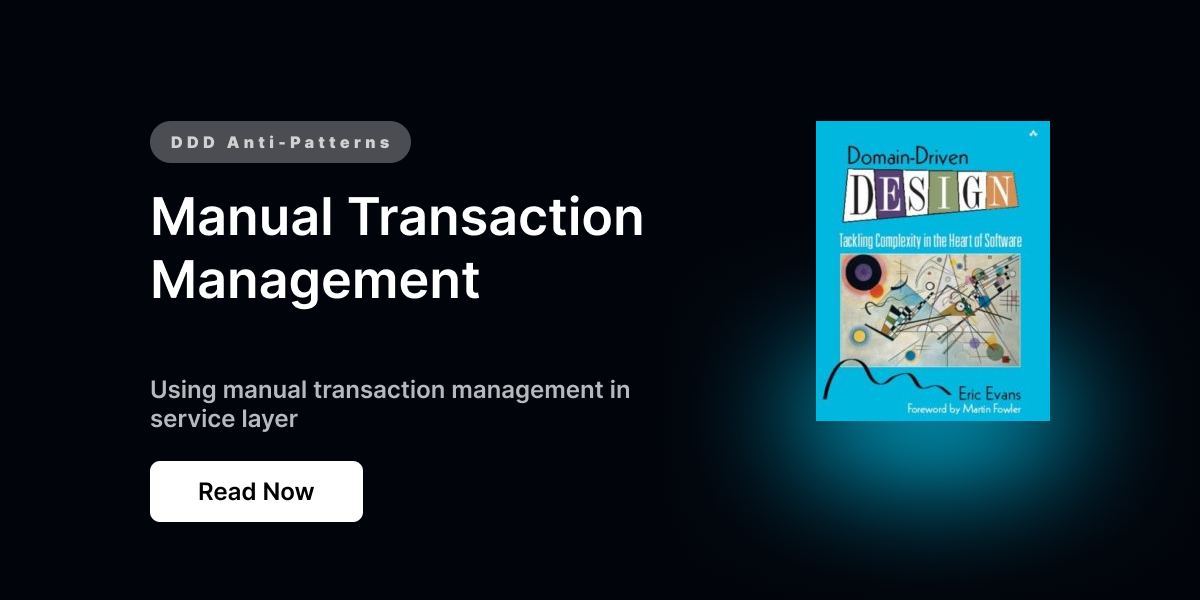 DDD Anti-Patterns
Manual Transaction
Management
Using manual transaction management in
service layer
Read Now
Domain-Driven
DESIGN
Tackling Complexity in the Heart of Software
Eric Evans
Foreword by Martin Fowler